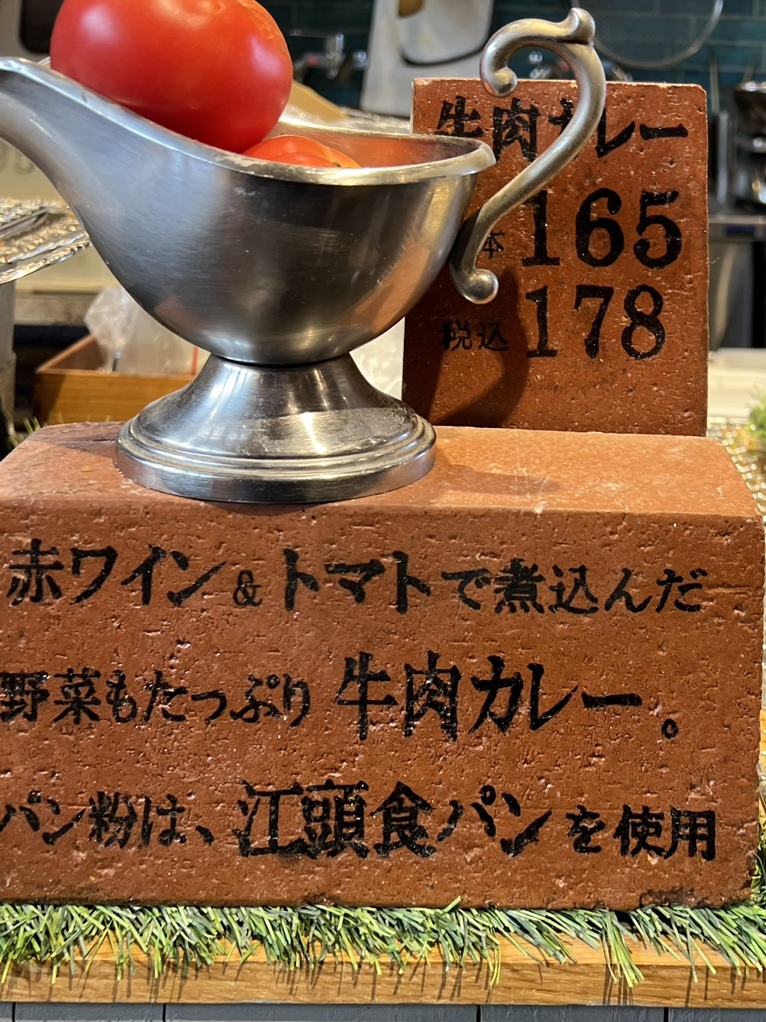 牛肉カレー
165
税込 178
赤ワイン&トマトで煮込んだ
野菜もたっぷり 牛肉カレー。
パン粉は、江頭食パンを使用